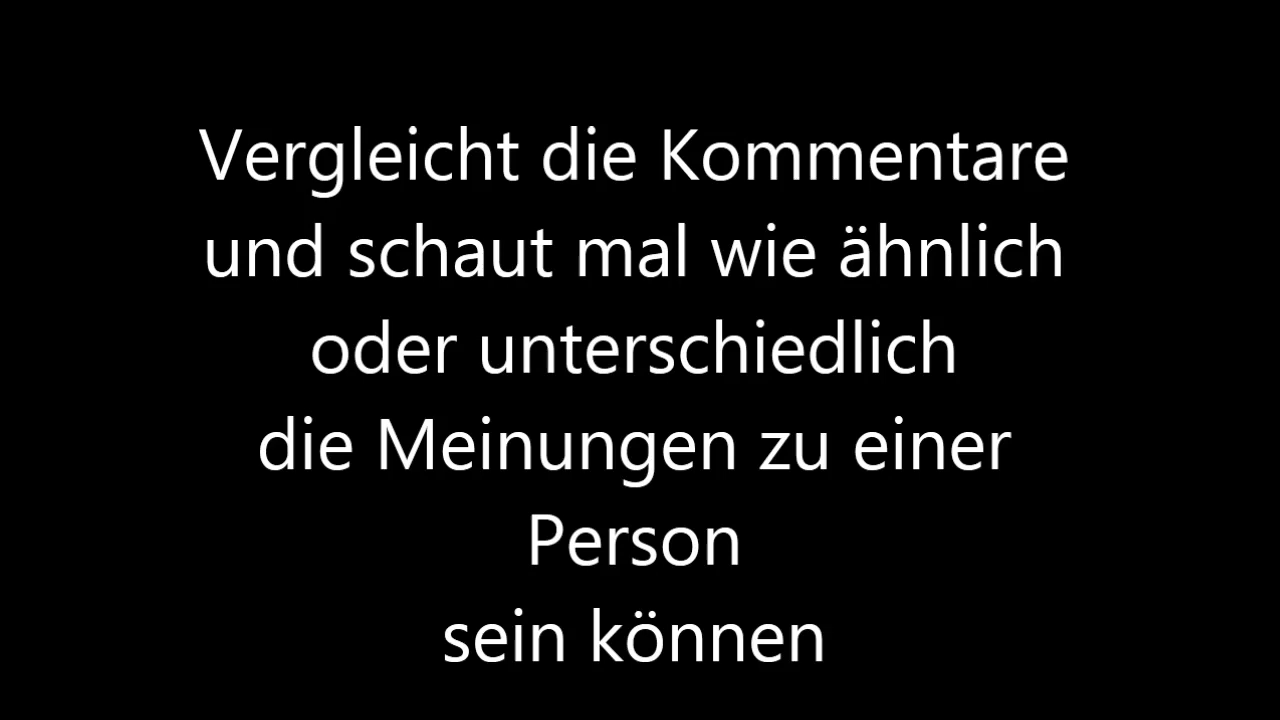 Vergleicht die Kommentare
und schaut mal wie ähnlich
oder unterschiedlich
die Meinungen zu einer
Person
sein können